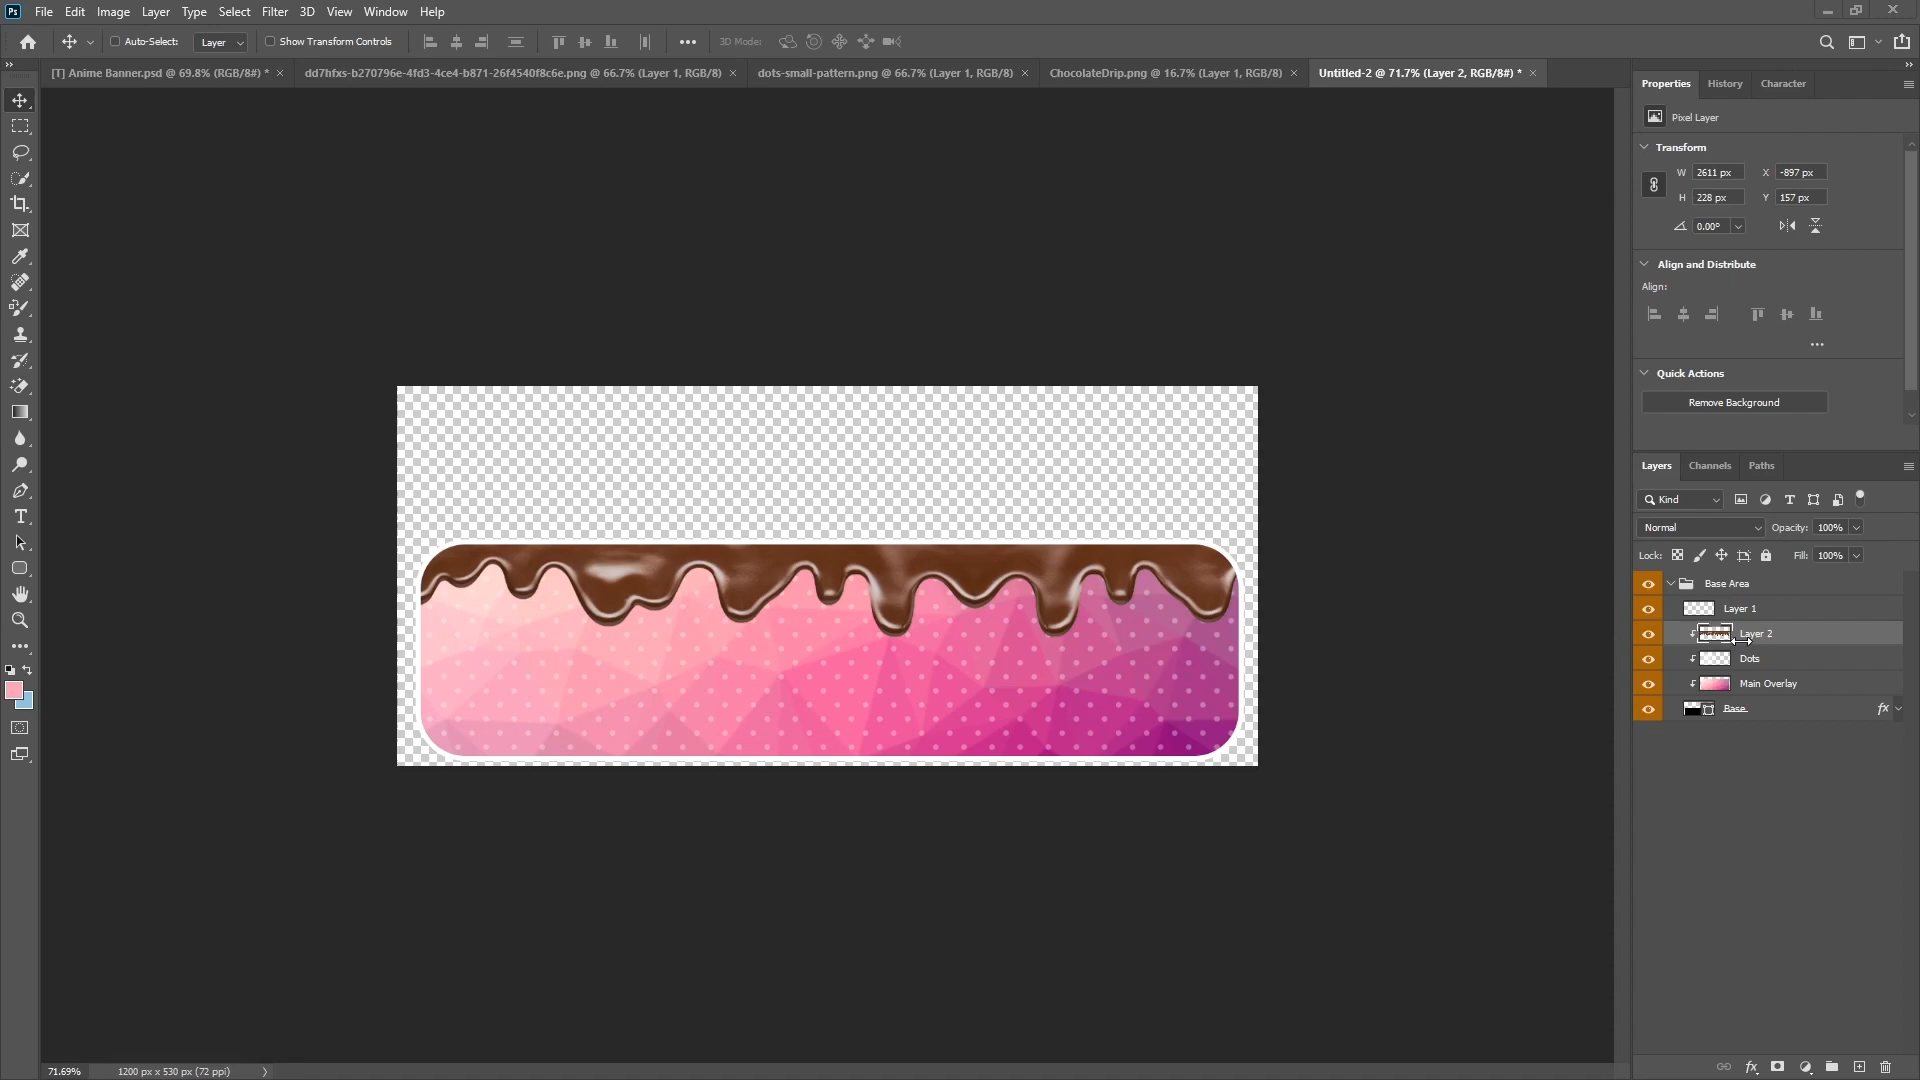 Ps File Edit Image Layer Type Select Filter 3D View Window Help
Auto-Select: Layer Show Transform Controls 3D Mode:
[T] Anime Banner.psd @ 69.8% (RGB/8#) * dd7hfxs-b270796e-4fd3-4ce4-b871-26f4540f8c6e.png @ 66.7% (Layer 1, RGB/8) dots-small-pattern.png @ 66.7% (Layer 1, RGB/8) ChocolateDrip.png @ 16.7% (Layer 1, RGB/8) Untitled-2 @ 71.7% (Layer 2, RGB/8#) *
Properties History Character
Pixel Layer
Transform
W 2611 px X -897 px
H 228 px Y 157 px
0.00°
Align and Distribute
Align:
Quick Actions
Remove Background
Layers Channels Paths
Kind
Normal Opacity: 100%
Lock: Fill: 100%
Base Area
Layer 1
Layer 2
Dots
Main Overlay
Base fx
71.69% 1200 px x 530 px (72 ppi)
fx